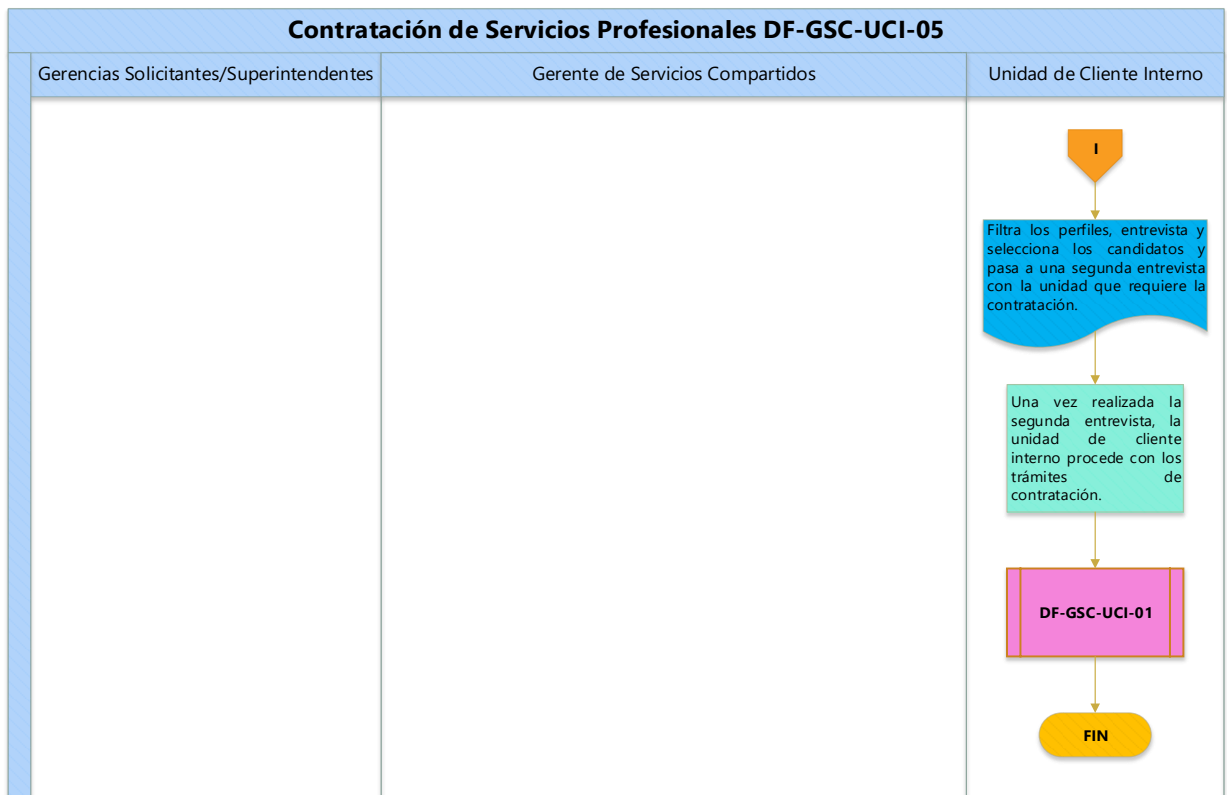 Contratación de Servicios Profesionales DF-GSC-UCI-05
Gerencias Solicitantes/Superintendentes
Gerente de Servicios Compartidos
Unidad de Cliente Interno
I
Filtra los perfiles, entrevista y
selecciona los candidatos y
pasa a una segunda entrevista
con la unidad que requiere la
contratación.
Una vez realizada la
segunda entrevista, la
unidad de cliente
interno procede con los
trámites de
contratación.
DF-GSC-UCI-01
FIN